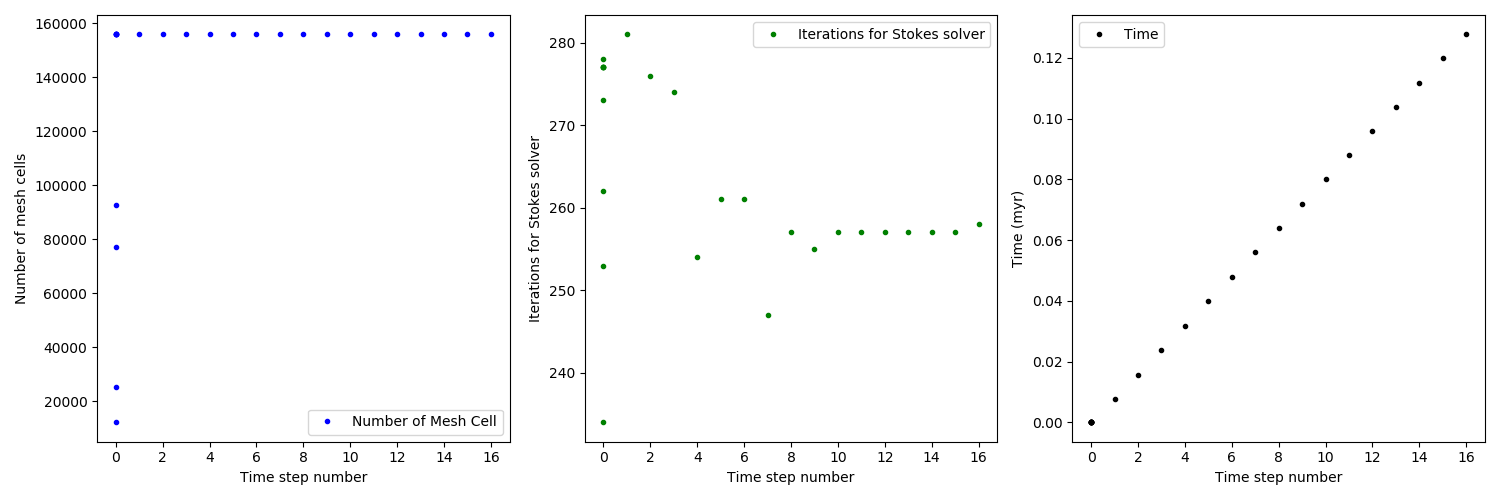 160000
140000
120000
100000
80000
60000
40000
20000
Number of mesh cells
Number of Mesh Cell
0 2 4 6 8 10 12 14 16
Time step number
280
270
260
250
240
Iterations for Stokes solver
Iterations for Stokes solver
0 2 4 6 8 10 12 14 16
Time step number
0.12
0.10
0.08
0.06
0.04
0.02
0.00
Time (myr)
Time
0 2 4 6 8 10 12 14 16
Time step number